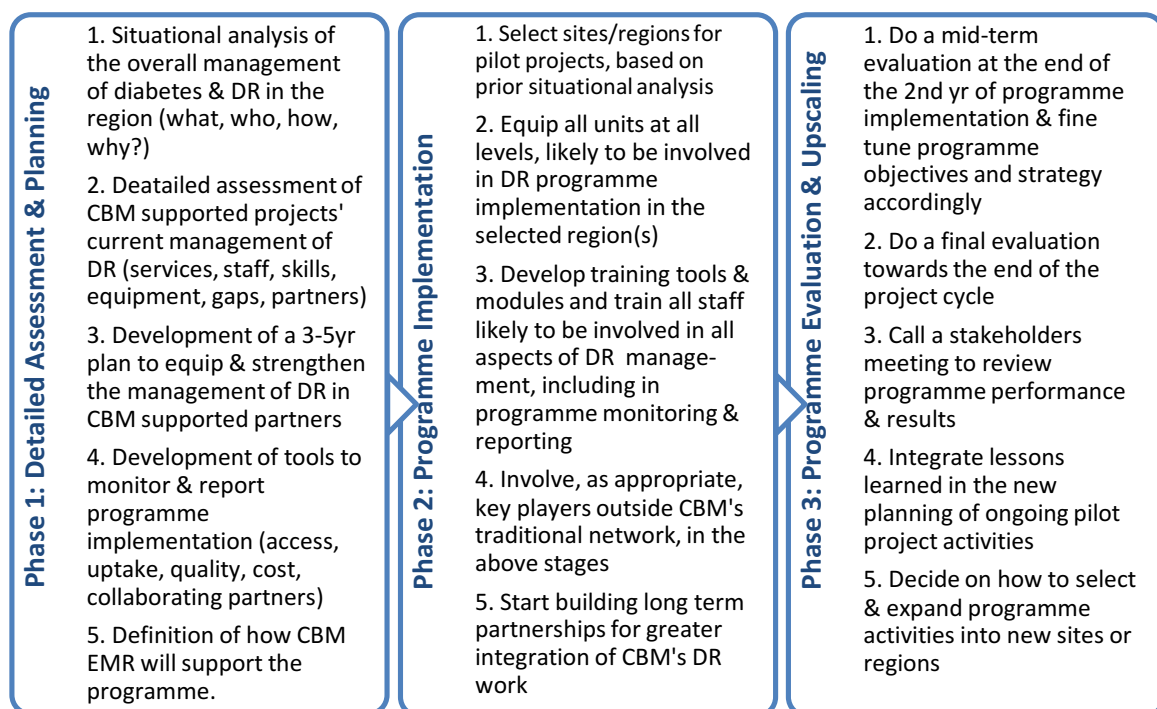 Phase 1: Detailed Assessment & Planning
1. Situational analysis of
the overall management
of diabetes & DR in the
region (what, who, how,
why?)
2. Deatailed assessment of
CBM supported projects'
current management of
DR (services, staff, skills,
equipment, gaps, partners)
3. Development of a 3-5yr
plan to equip & strengthen
the management of DR in
CBM supported partners
4. Development of tools to
monitor & report
programme
implementation (access,
uptake, quality, cost,
collaborating partners)
5. Definition of how CBM
EMR will support the
programme.
Phase 2: Programme Implementation
1. Select sites/regions for
pilot projects, based on
prior situational analysis
2. Equip all units at all
levels, likely to be involved
in DR programme
implementation in the
selected region(s)
3. Develop training tools &
modules and train all staff
likely to be involved in all
aspects of DR manage-
ment, including in
programme monitoring &
reporting
4. Involve, as appropriate,
key players outside CBM's
traditional network, in the
above stages
5. Start building long term
partnerships for greater
integration of CBM's DR
work
Phase 3: Programme Evaluation & Upscaling
1. Do a mid-term
evaluation at the end of
the 2nd yr of programme
implementation & fine
tune programme
objectives and strategy
accordingly
2. Do a final evaluation
towards the end of the
project cycle
3. Call a stakeholders
meeting to review
programme performance
& results
4. Integrate lessons
learned in the new
planning of ongoing pilot
project activities
5. Decide on how to select
& expand programme
activities into new sites or
regions